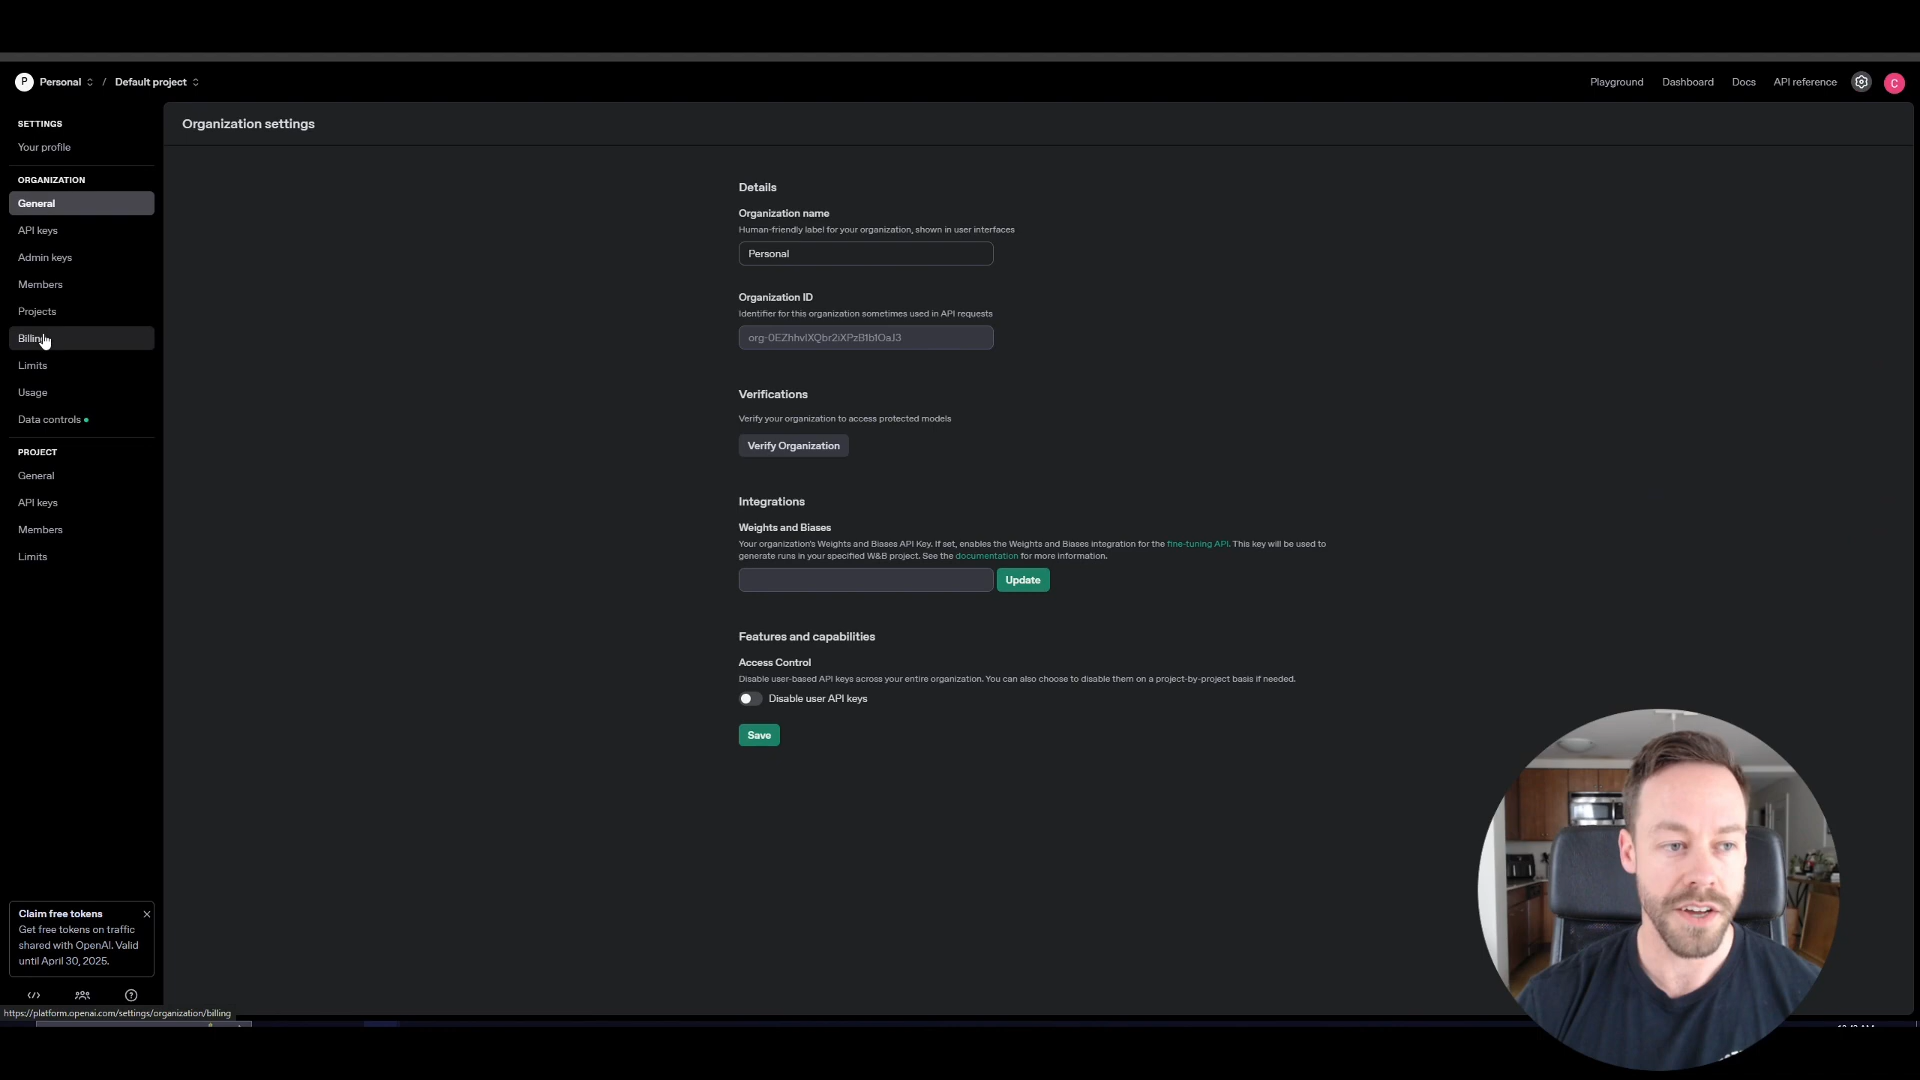 P Personal / Default project
Playground Dashboard Docs API reference C
SETTINGS
Your profile
ORGANIZATION
General
API keys
Admin keys
Members
Projects
Billing
Limits
Usage
Data controls
PROJECT
General
API keys
Members
Limits
Claim free tokens
Get free tokens on traffic
shared with OpenAI. Valid
until April 30, 2025.
https://platform.openai.com/settings/organization/billing
Organization settings
Details
Organization name
Human-friendly label for your organization, shown in user interfaces
Personal
Organization ID
Identifier for this organization sometimes used in API requests
Verifications
Verify your organization to access protected models
Verify Organization
Integrations
Weights and Biases
Your organization's Weights and Biases API Key. If set, enables the Weights and Biases integration for the fine-tuning API. This key will be used to
generate runs in your specified W&B project. See the documentation for more information.
Update
Features and capabilities
Access Control
Disable user-based API keys across your entire organization. You can also choose to disable them on a project-by-project basis if needed.
Disable user API keys
Save